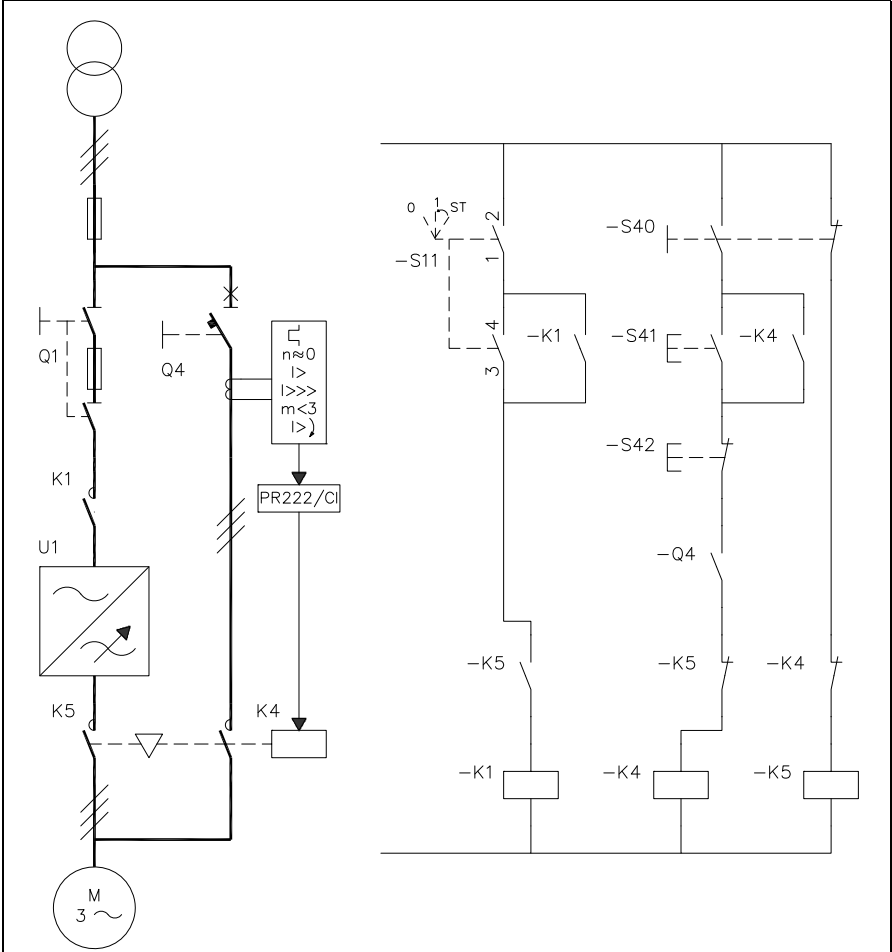 0 1 ST
-S11
2
1
4
3
-K1
-S40
-S41
-K4
-S42
-Q4
-K5
-K5
-K4
-K1
-K4
-K5
Q1
Q4
n≈0
I>
I>>>
m<3
I>
K1
PR222/CI
U1
K5
K4
M
3 ~